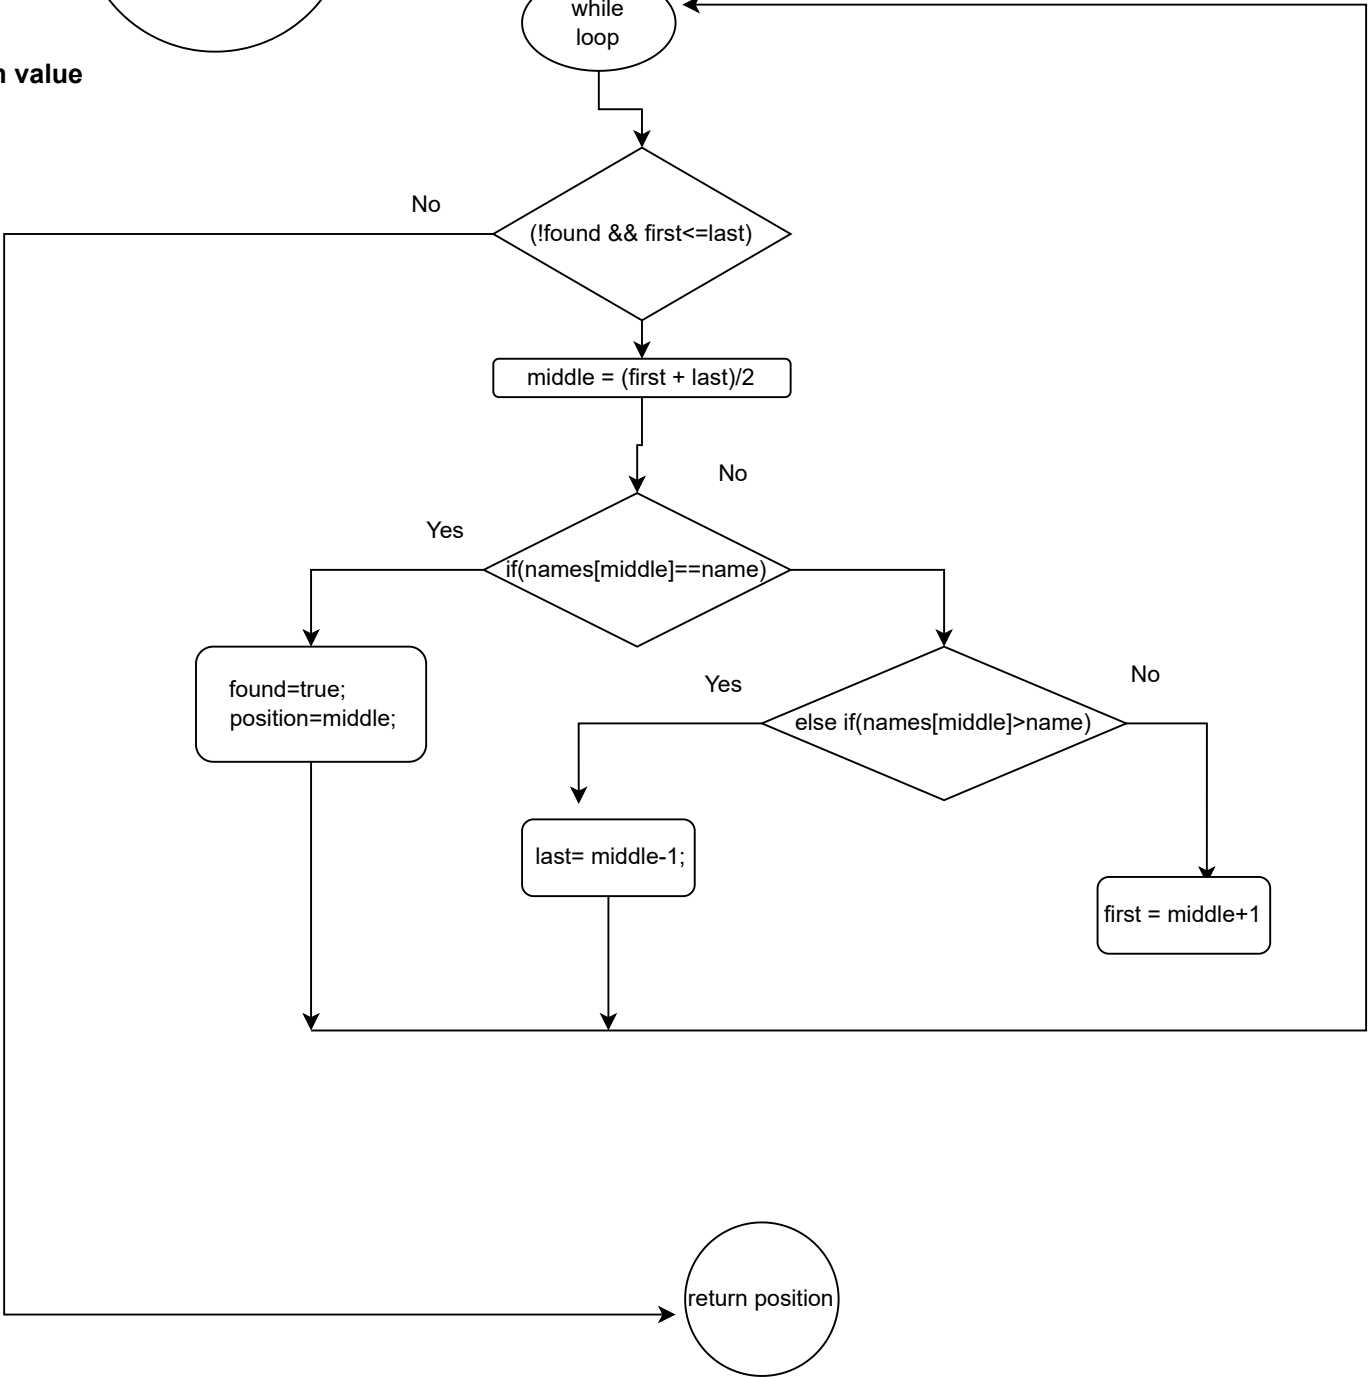 while
loop
value
No
(!found && first<=last)
middle = (first + last)/2
No
Yes
if(names[middle]==name)
found=true;
position=middle;
Yes
No
else if(names[middle]>name)
last= middle-1;
first = middle+1
return position